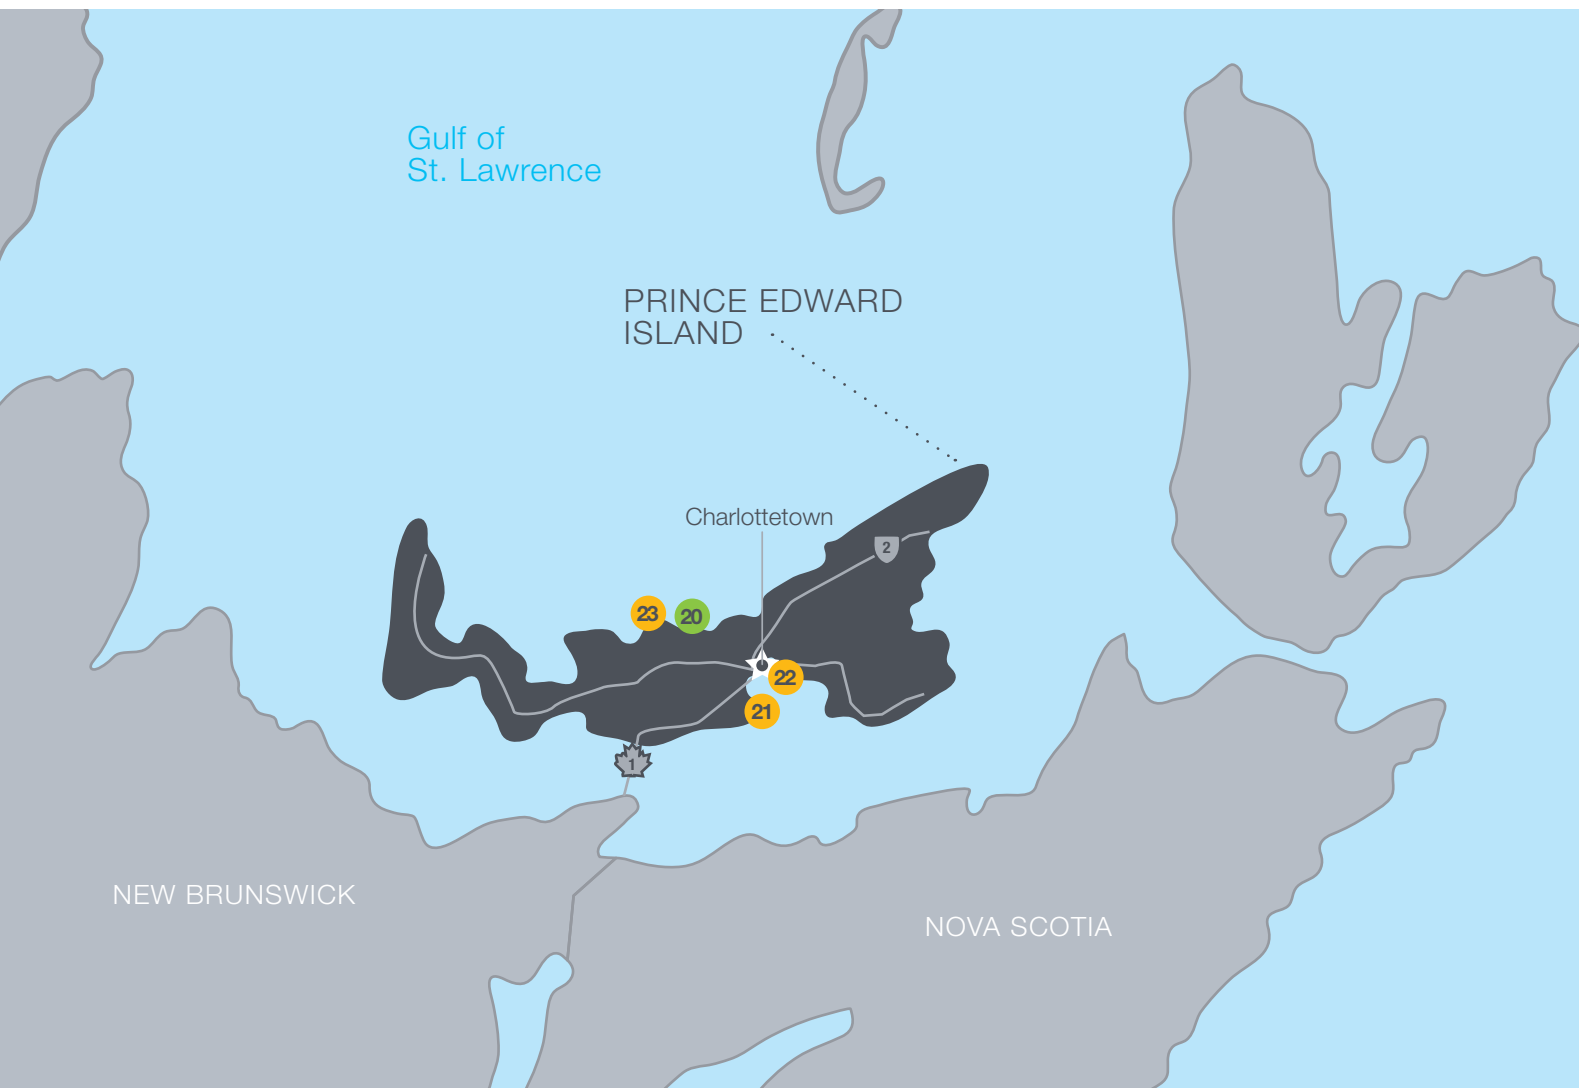 Gulf of
St. Lawrence
PRINCE EDWARD
ISLAND
Charlottetown
2
23
20
22
21
1
NEW BRUNSWICK
NOVA SCOTIA